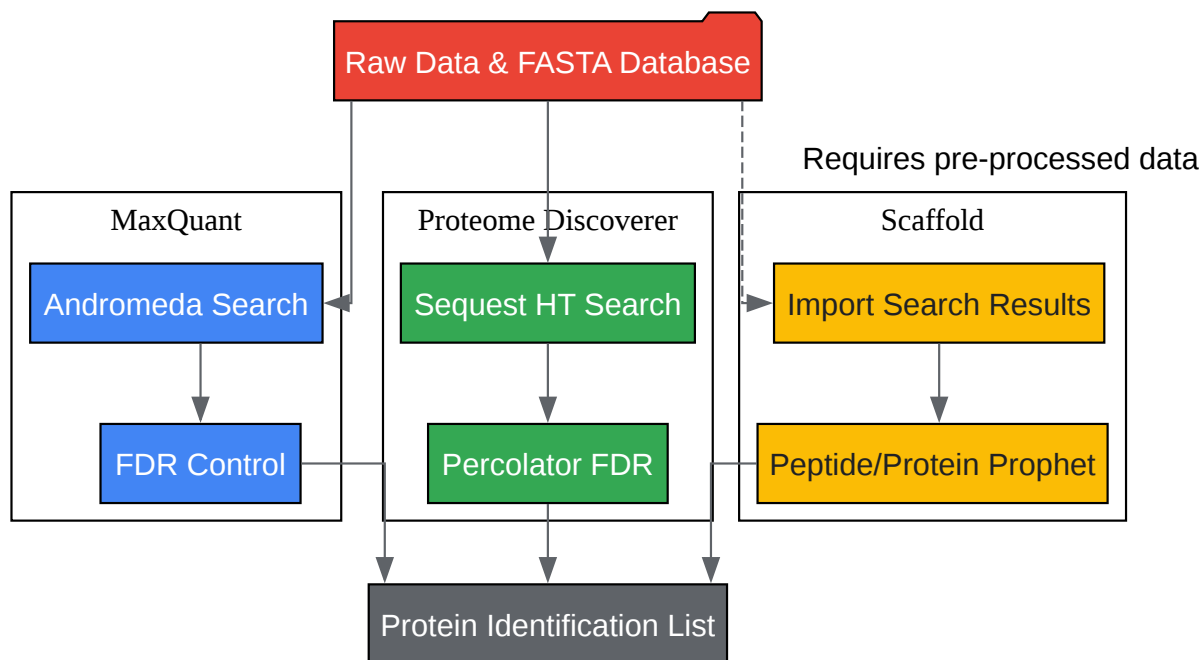 Raw Data & FASTA Database
Requires pre-processed data
MaxQuant
Proteome Discoverer
Scaffold
Andromeda Search
Sequest HT Search
Import Search Results
FDR Control
Percolator FDR
Peptide/Protein Prophet
Protein Identification List